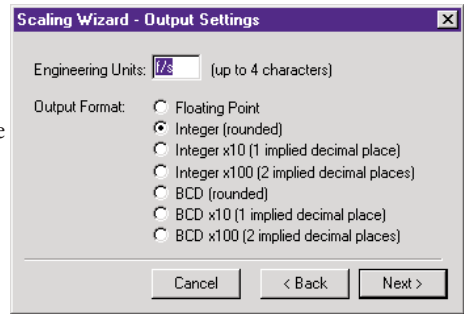 Scaling Wizard - Output Settings
Engineering Units: f/s (up to 4 characters)
Output Format: Floating Point
Integer (rounded)
Integer x10 (1 implied decimal place)
Integer x100 (2 implied decimal places)
BCD (rounded)
BCD x10 (1 implied decimal place)
BCD x100 (2 implied decimal places)
Cancel < Back Next >
e